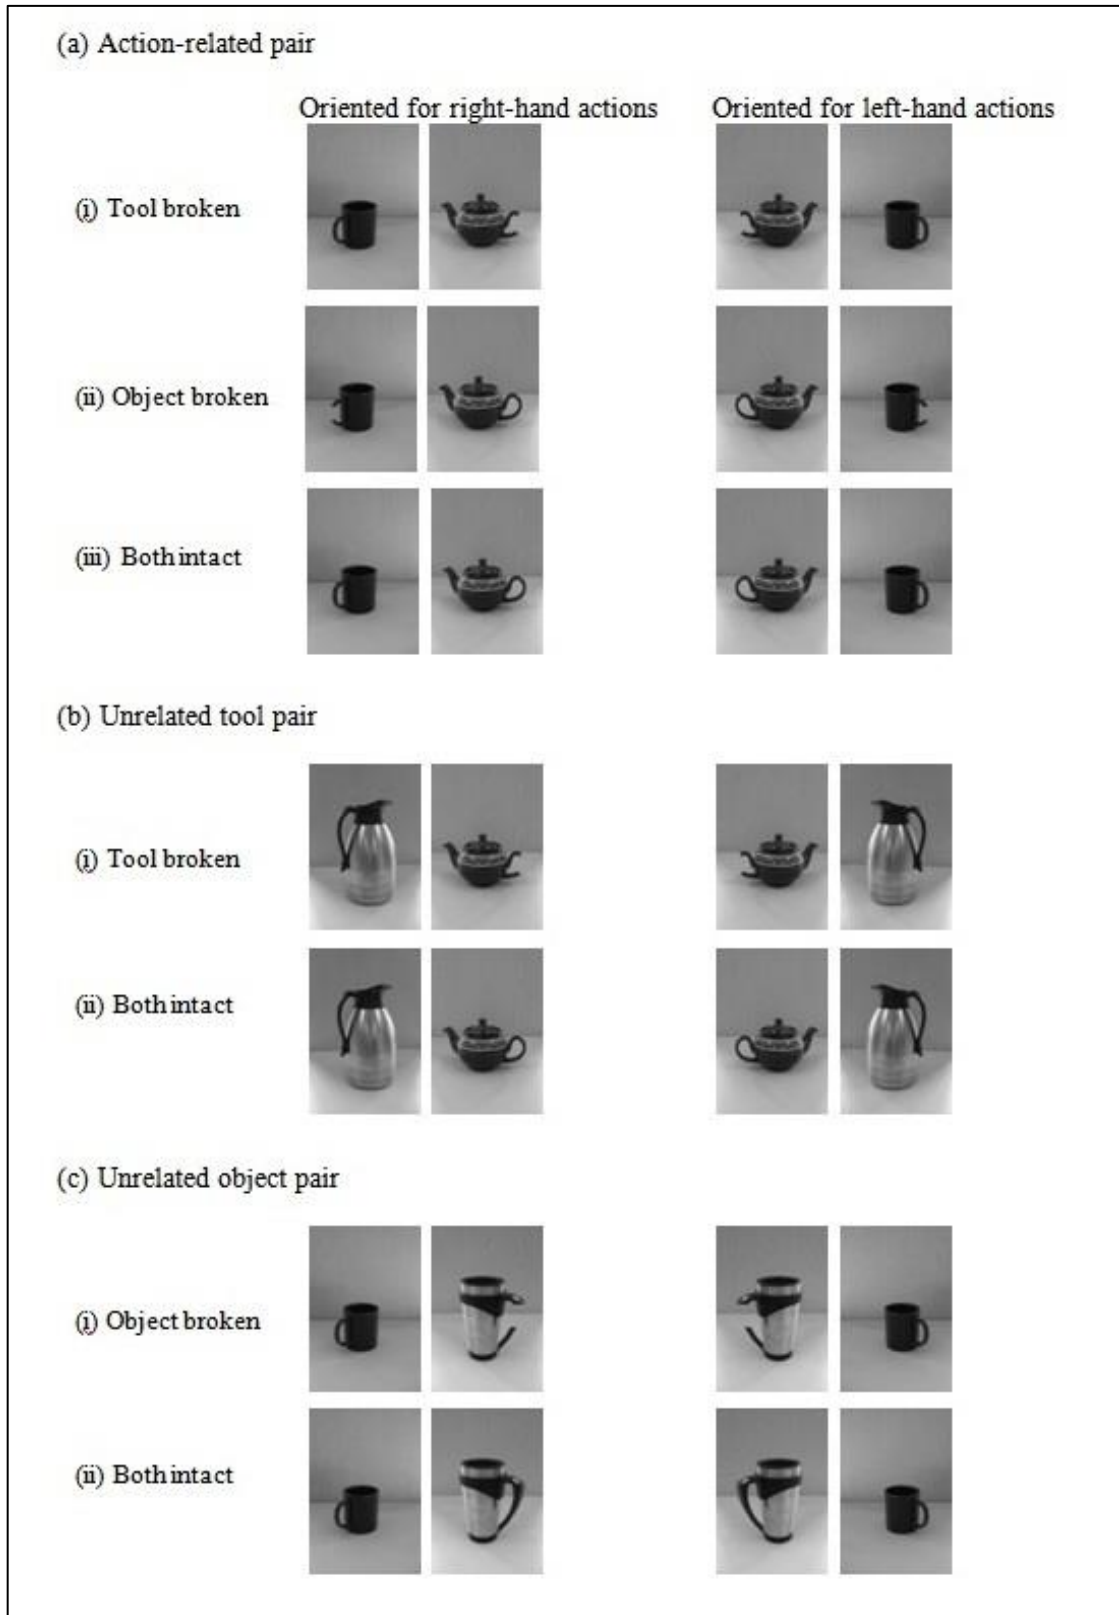 (a) Action-related pair
Oriented for right-hand actions Oriented for left-hand actions
(i) Tool broken
(ii) Object broken
(iii) Both intact
(b) Unrelated tool pair
(i) Tool broken
(ii) Both intact
(c) Unrelated object pair
(i) Object broken
(ii) Both intact